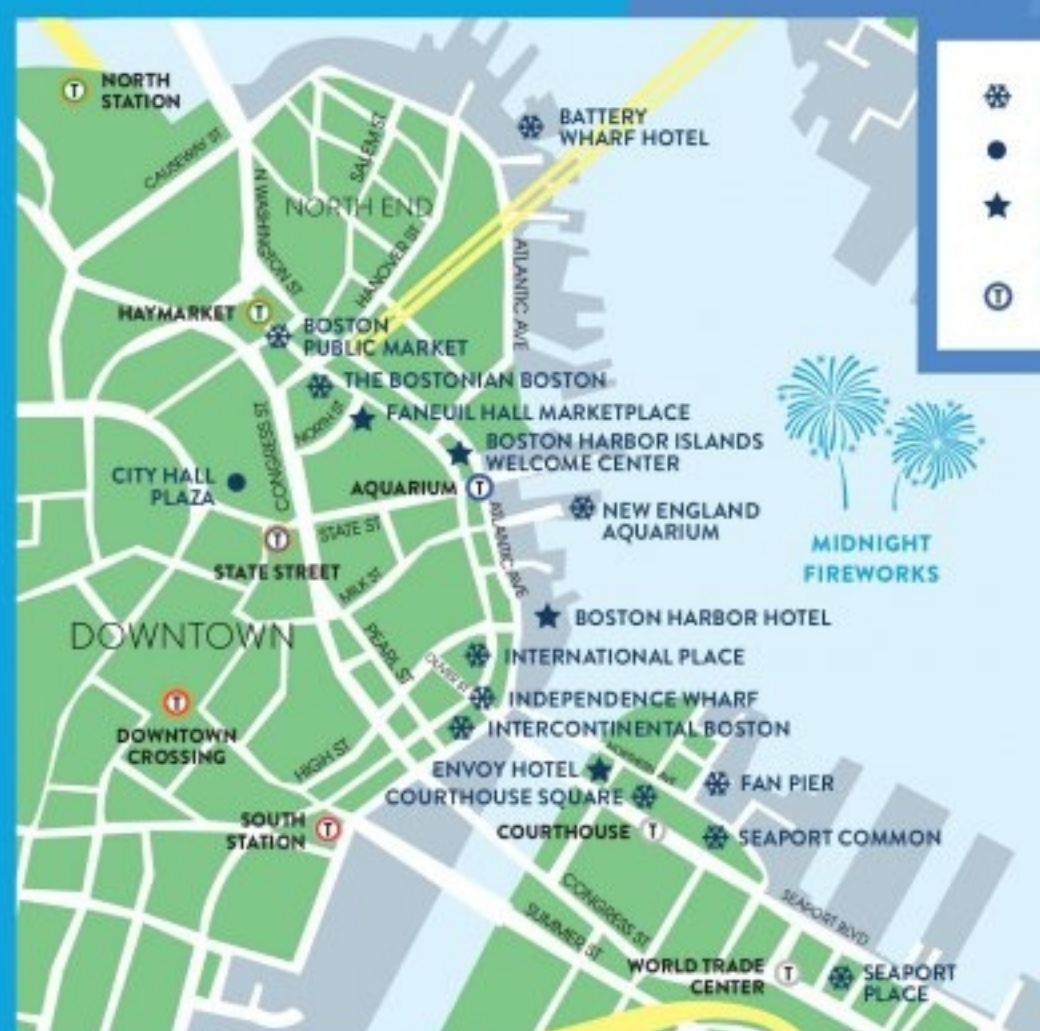 NORTH
STATION
BATTERY
WHARF HOTEL
CAUSEWAY ST
SALEM ST
N WASHINGTON ST
NORTH END
HANOVER ST
ATLANTIC AVE
HAYMARKET
BOSTON
PUBLIC MARKET
THE BOSTONIAN BOSTON
NORTH ST
FANEUIL HALL MARKETPLACE
CONGRESS ST
BOSTON HARBOR ISLANDS
WELCOME CENTER
CITY HALL
PLAZA
AQUARIUM
ATLANTIC AVE
NEW ENGLAND
AQUARIUM
STATE ST
MIDNIGHT
FIREWORKS
STATE STREET
MILK ST
BOSTON HARBOR HOTEL
DOWNTOWN
PEARL ST
OLIVER ST
INTERNATIONAL PLACE
INDEPENDENCE WHARF
INTERCONTINENTAL BOSTON
DOWNTOWN
CROSSING
HIGH ST
NORTHERN AVE
ENVOY HOTEL
FAN PIER
COURTHOUSE SQUARE
SOUTH
STATION
COURTHOUSE
SEAPORT COMMON
CONGRESS ST
SUMMER ST
SEAPORT BLVD
WORLD TRADE
CENTER
SEAPORT
PLACE
T
T
T
T
T
T
T
T
T